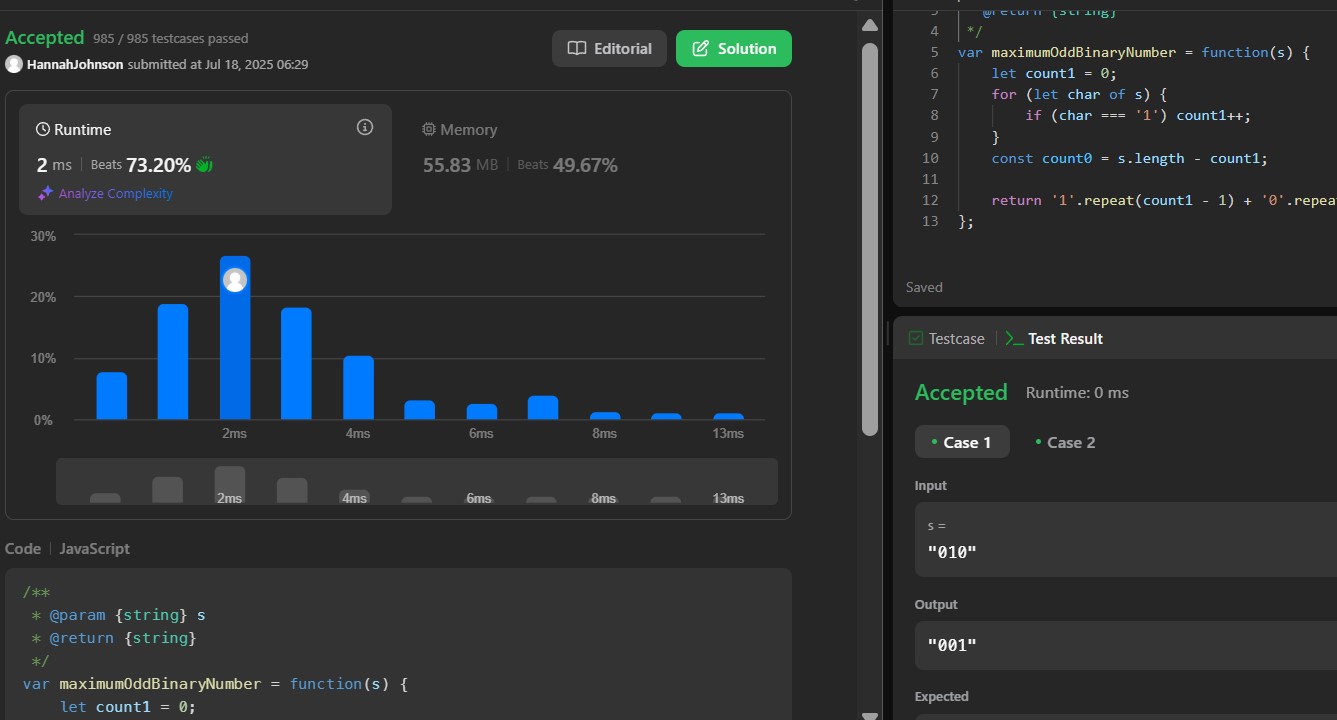 Accepted 985 / 985 testcases passed
HannahJohnson submitted at Jul 18, 2025 06:29
Editorial
Solution
Runtime
2 ms | Beats 73.20%
Analyze Complexity
Memory
55.83 MB | Beats 49.67%
30%
20%
10%
0%
2ms 4ms 6ms 8ms 13ms
2ms 4ms 6ms 8ms 13ms
Code | JavaScript
/**
 * @param {string} s
 * @return {string}
 */
var maximumOddBinaryNumber = function(s) {
    let count1 = 0;
3 * @return {string}
4 */
5 var maximumOddBinaryNumber = function(s) {
6     let count1 = 0;
7     for (let char of s) {
8         if (char === '1') count1++;
9     }
10     const count0 = s.length - count1;
11
12     return '1'.repeat(count1 - 1) + '0'.repea
13 };
Saved
Testcase | Test Result
Accepted Runtime: 0 ms
Case 1 Case 2
Input
s =
"010"
Output
"001"
Expected